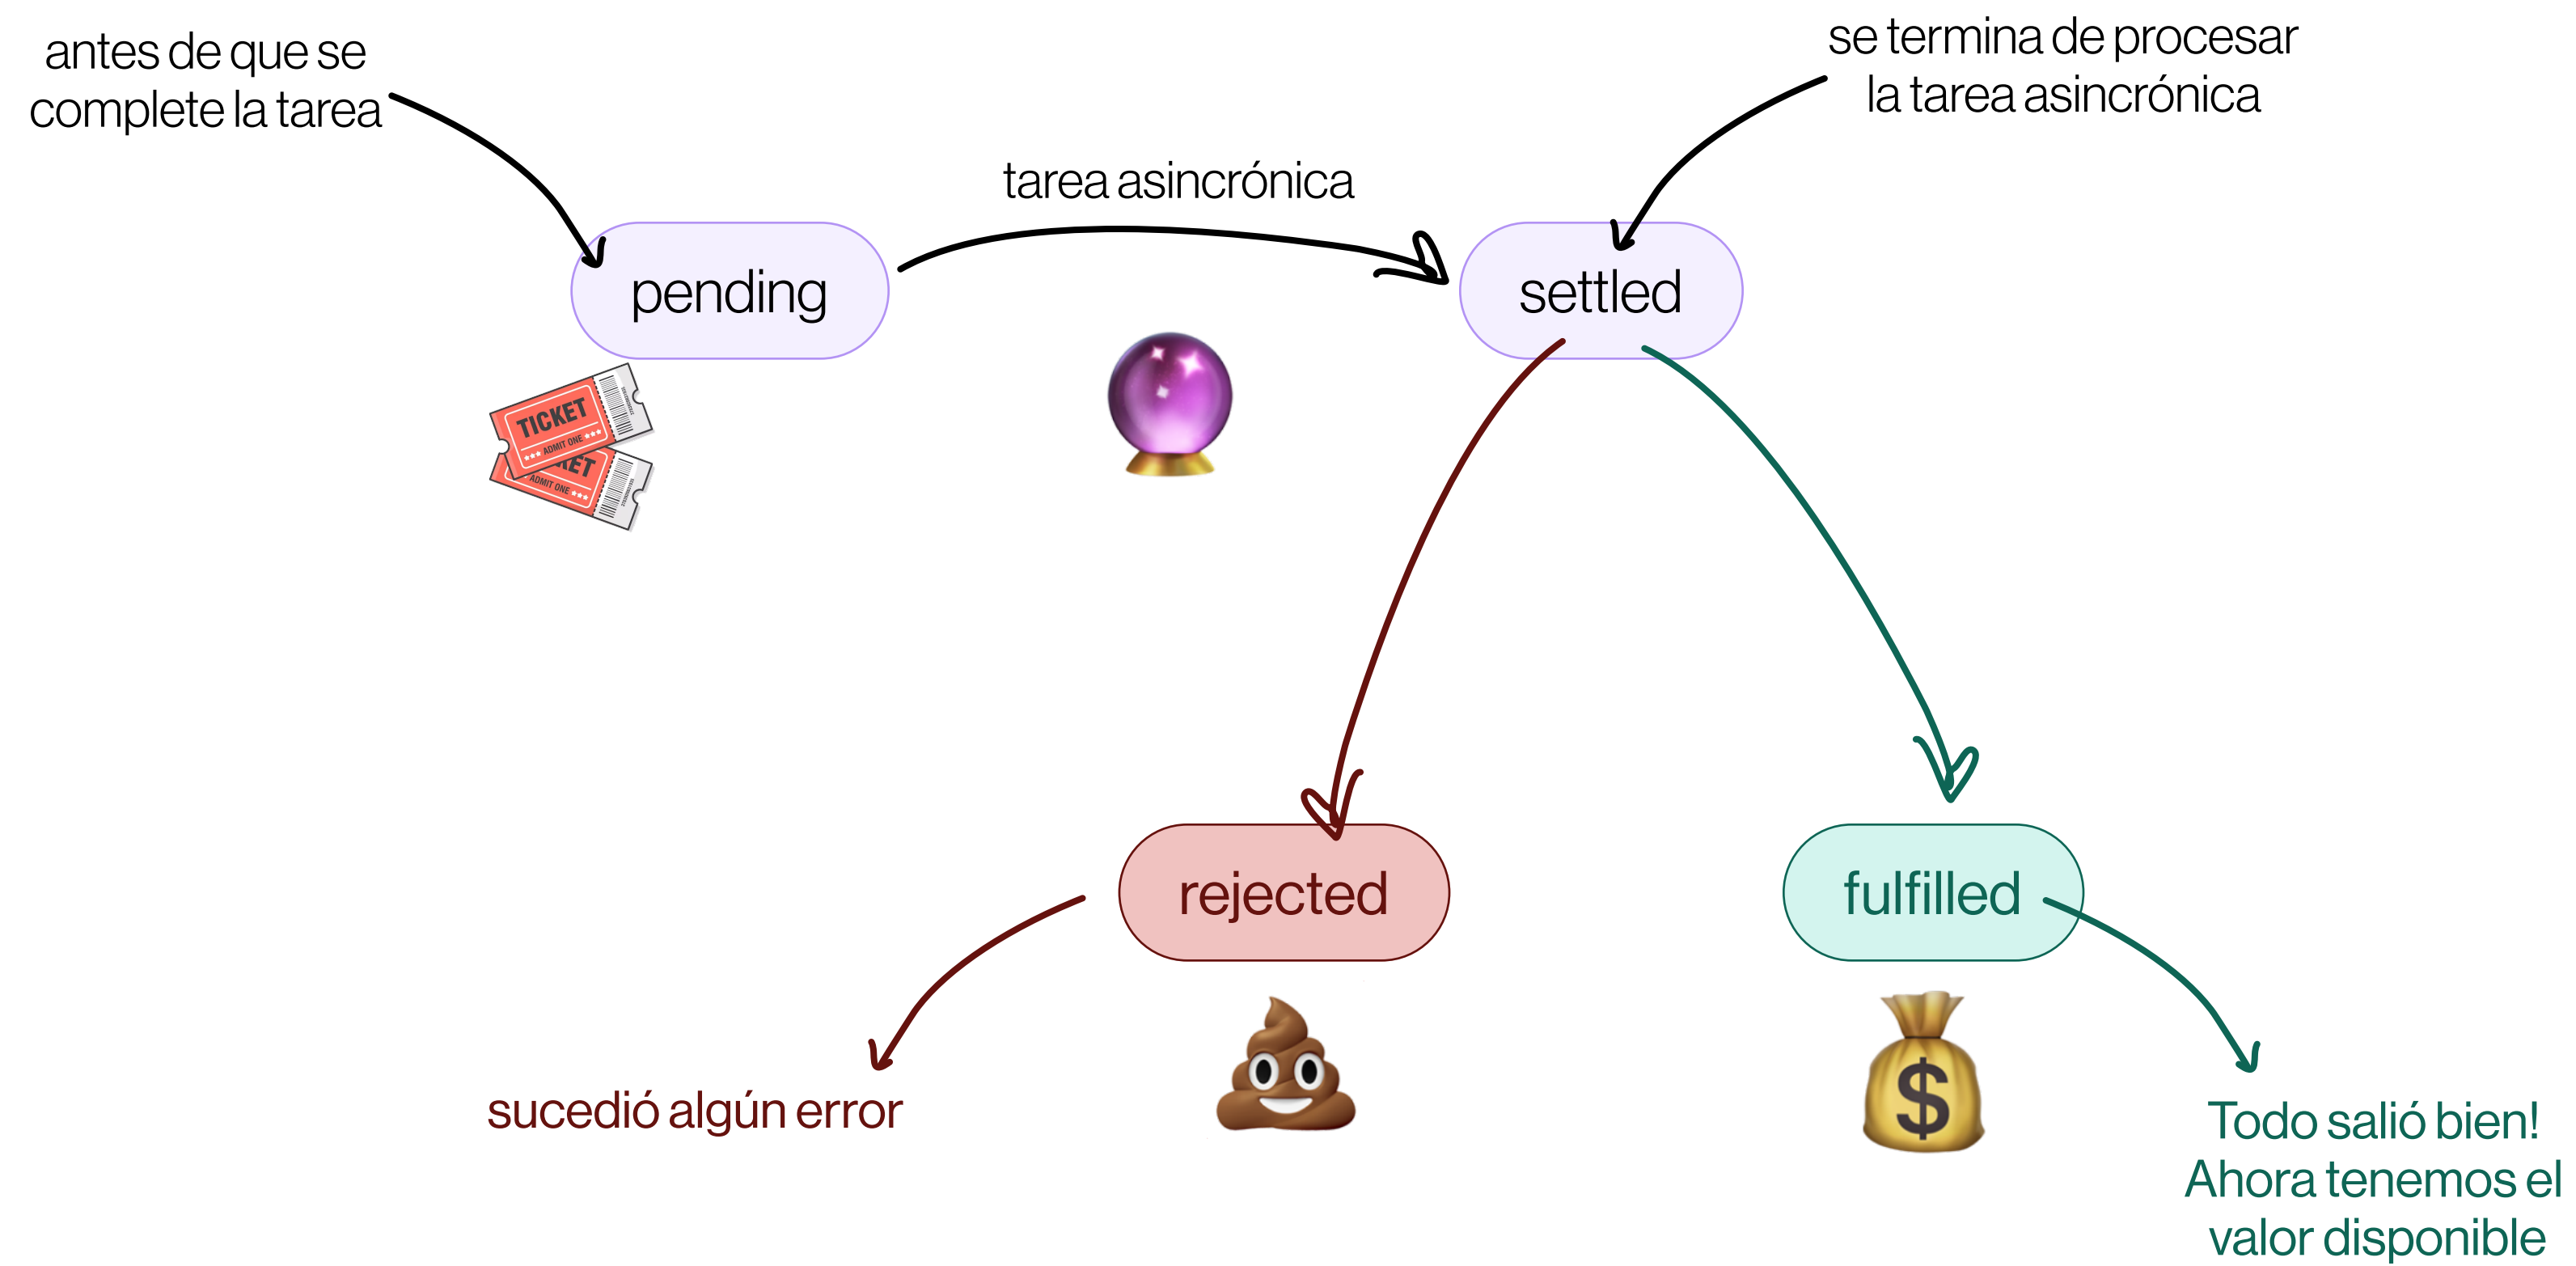 antes de que se
complete la tarea
se termina de procesar
la tarea asincrónica
tarea asincrónica
pending
settled
TICKET
ADMIT ONE
KET
ADMIT ONE
rejected
fulfilled
sucedió algún error
$
Todo salió bien!
Ahora tenemos el
valor disponible